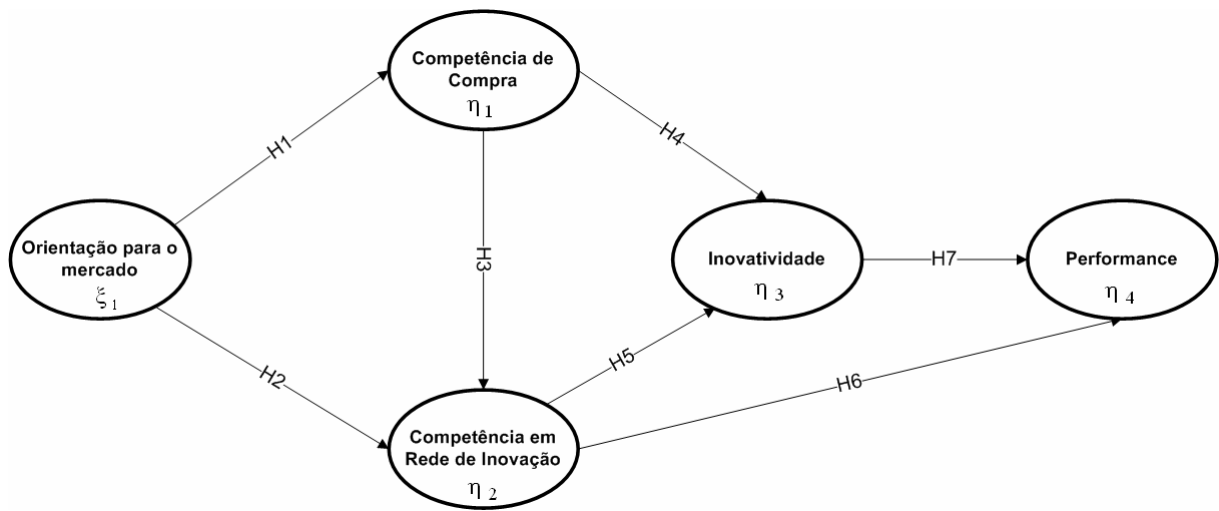 Competência de
Compra
η 1
H1
H4
H3
Orientação para o
mercado
ξ 1
Inovatividade
η 3
H7
Performance
η 4
H2
H5
H6
Competência em
Rede de Inovação
η 2